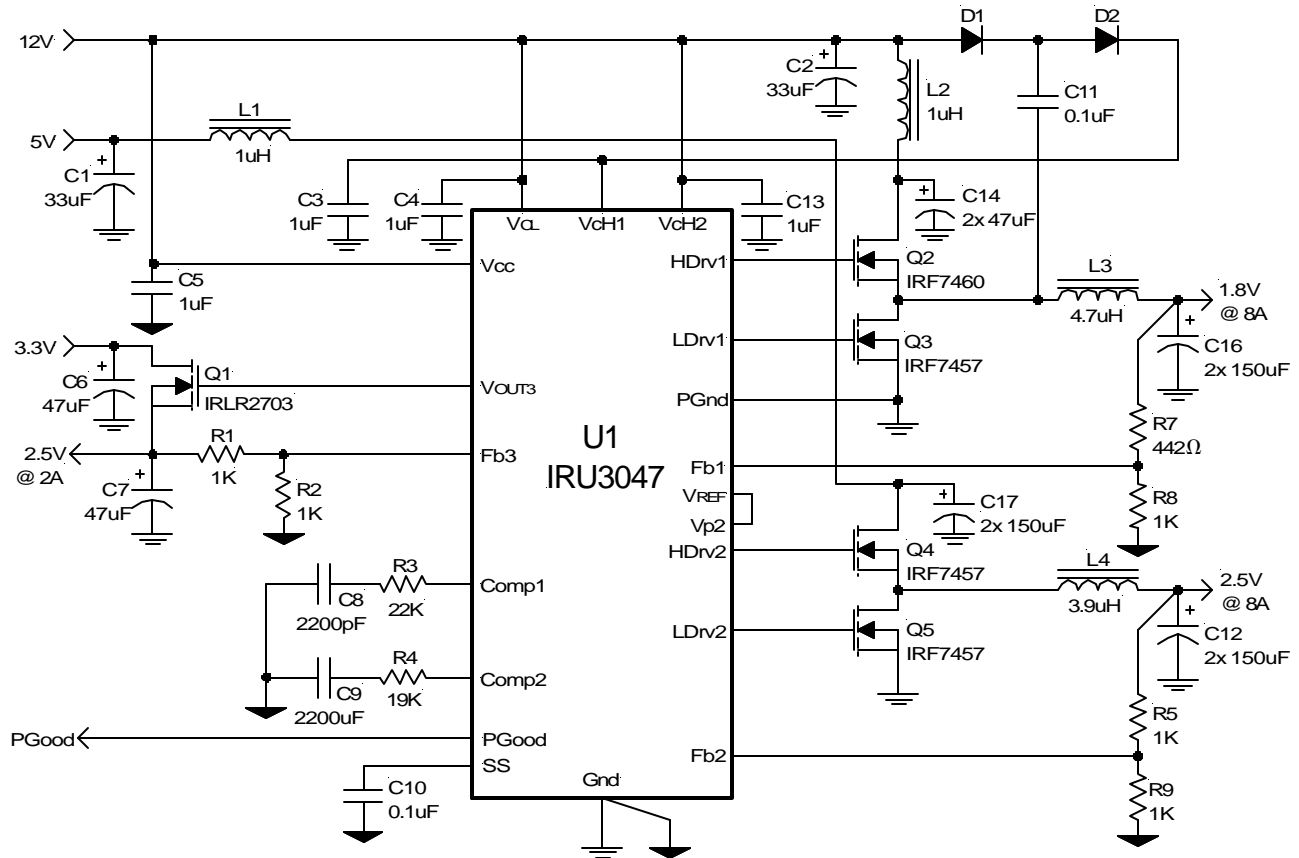 D1
D2
12V
C2
33uF
L2
1uH
C11
0.1uF
L1
1uH
5V
C1
33uF
C3
1uF
C4
1uF
C13
1uF
C14
2x 47uF
VCL
VcH1
VcH2
Vcc
C5
1uF
HDrv1
Q2
IRF7460
L3
4.7uH
1.8V
@ 8A
3.3V
C6
47uF
Q1
IRLR2703
VOUT3
LDrv1
Q3
IRF7457
C16
2x 150uF
PGnd
U1
IRU3047
R7
442Ω
2.5V
@ 2A
R1
1K
Fb3
Fb1
C7
47uF
R2
1K
VREF
Vp2
C17
2x 150uF
R8
1K
HDrv2
Q4
IRF7457
L4
3.9uH
2.5V
@ 8A
C8
2200pF
R3
22K
Comp1
LDrv2
Q5
IRF7457
C12
2x 150uF
C9
2200uF
R4
19K
Comp2
R5
1K
PGood
PGood
SS
Fb2
C10
0.1uF
Gnd
R9
1K